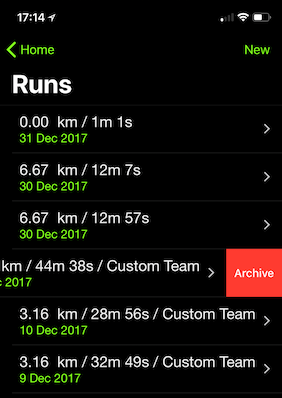 17:14
Home
New
Runs
0.00 km / 1m 1s
31 Dec 2017
6.67 km / 12m 7s
30 Dec 2017
6.67 km / 12m 57s
30 Dec 2017
km / 44m 38s / Custom Team
2017
Archive
3.16 km / 28m 56s / Custom Team
10 Dec 2017
3.16 km / 32m 49s / Custom Team
9 Dec 2017